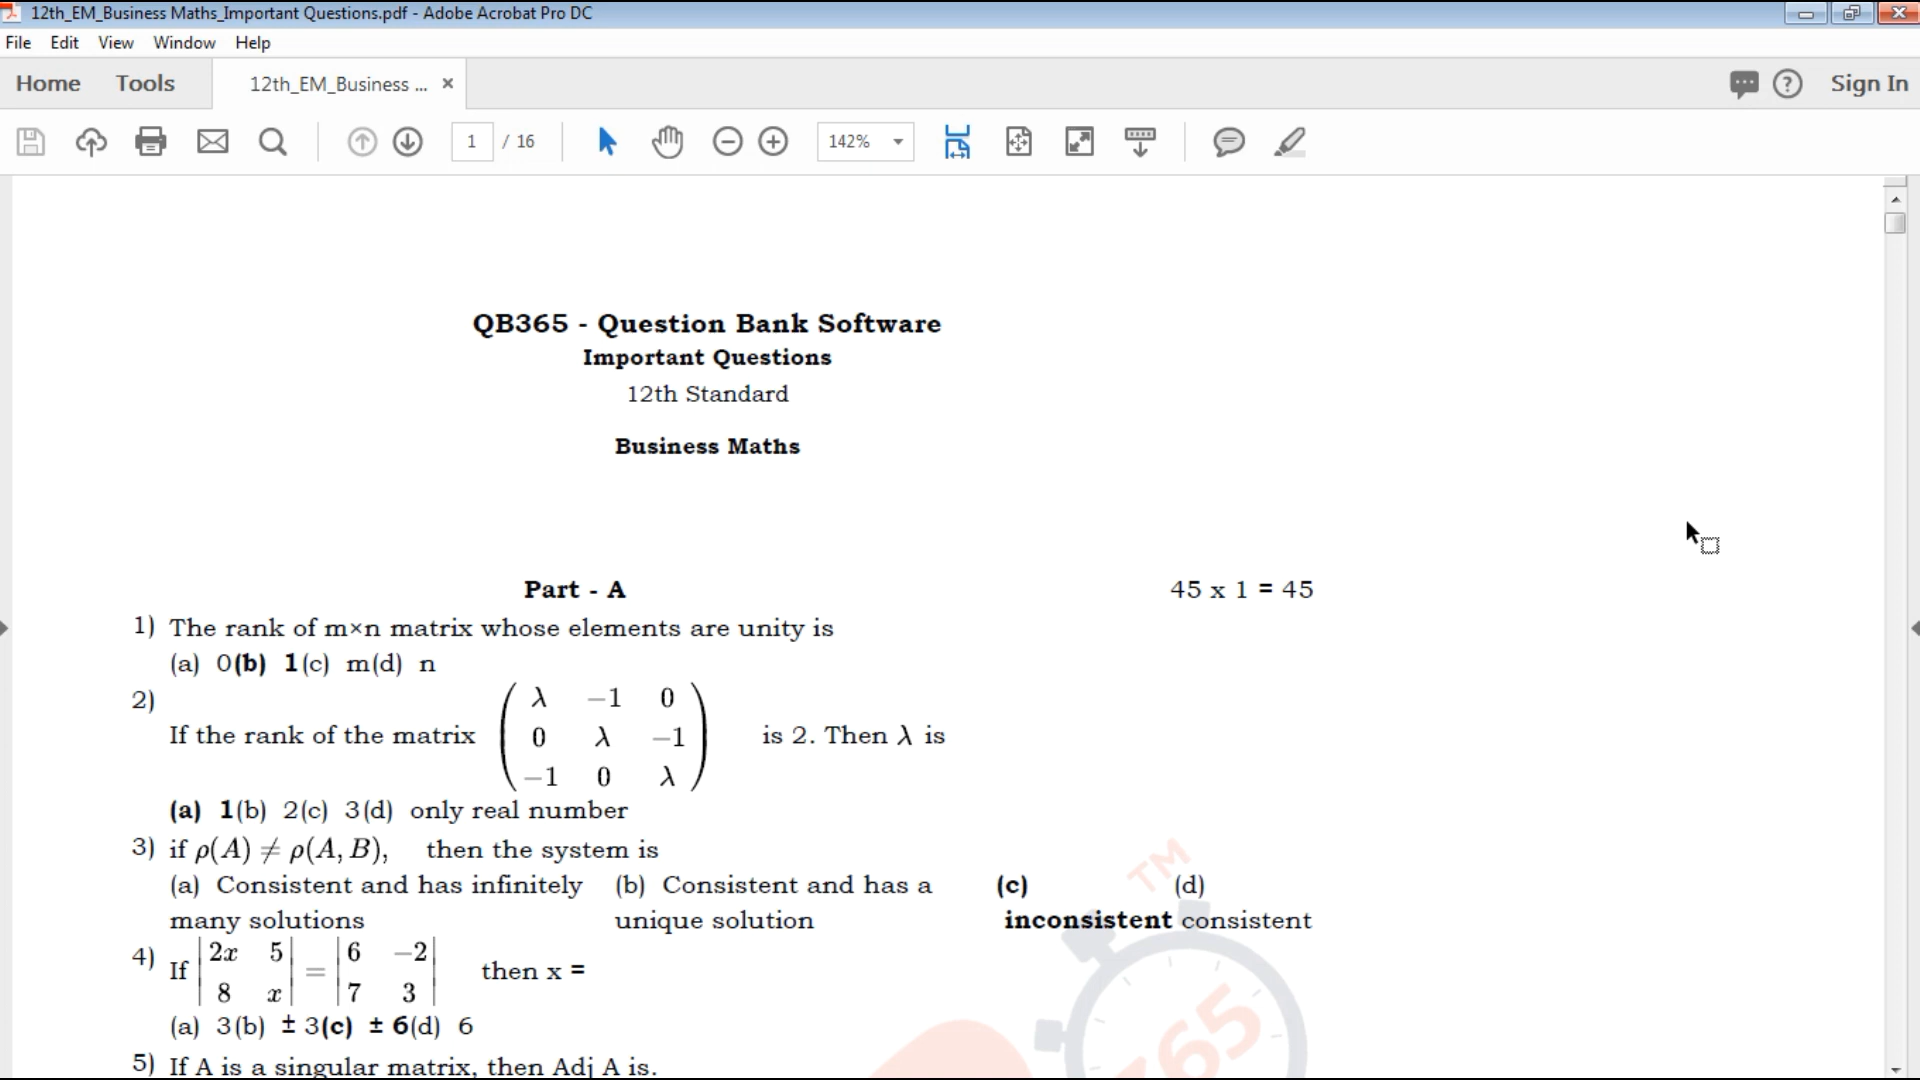 12th_EM_Business Maths_Important Questions.pdf - Adobe Acrobat Pro DC
File Edit View Window Help
Home Tools 12th_EM_Business ... × Sign In
1 / 16 142%
QB365 - Question Bank Software
Important Questions
12th Standard
Business Maths
Part - A 45 x 1 = 45
1) The rank of m×n matrix whose elements are unity is
(a) 0(b) 1(c) m(d) n
2)
λ −1 0
If the rank of the matrix 0 λ −1 is 2. Then λ is
−1 0 λ
(a) 1(b) 2(c) 3(d) only real number
3) if ρ(A) ≠ ρ(A, B), then the system is
(a) Consistent and has infinitely (b) Consistent and has a (c) (d)
many solutions unique solution inconsistent consistent
4) If |2x 5| = |6 −2| then x =
|8 x| |7 3|
(a) 3(b) ± 3(c) ± 6(d) 6
5) If A is a singular matrix, then Adj A is.
TM
365